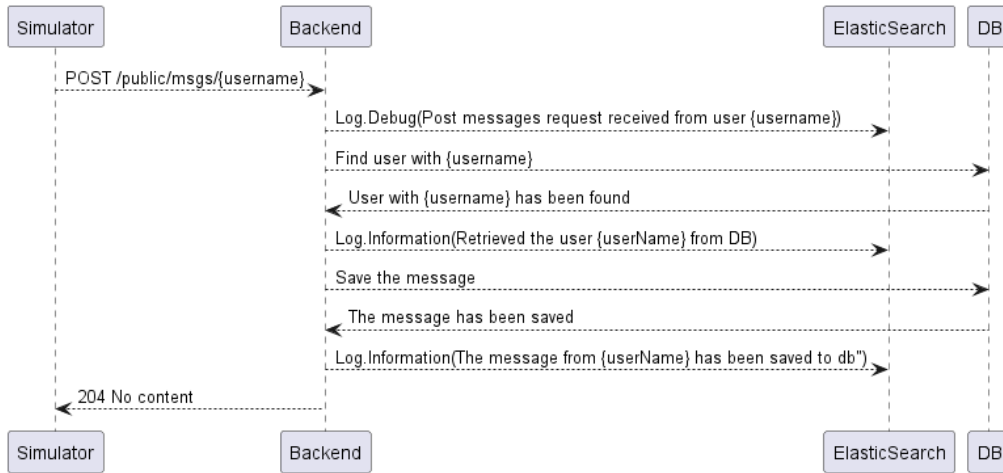 Simulator Backend ElasticSearch DB
POST /public/msgs/{username}
Log.Debug(Post messages request received from user {username})
Find user with {username}
User with {username} has been found
Log.Information(Retrieved the user {userName} from DB)
Save the message
The message has been saved
Log.Information(The message from {userName} has been saved to db")
204 No content
Simulator Backend ElasticSearch DB